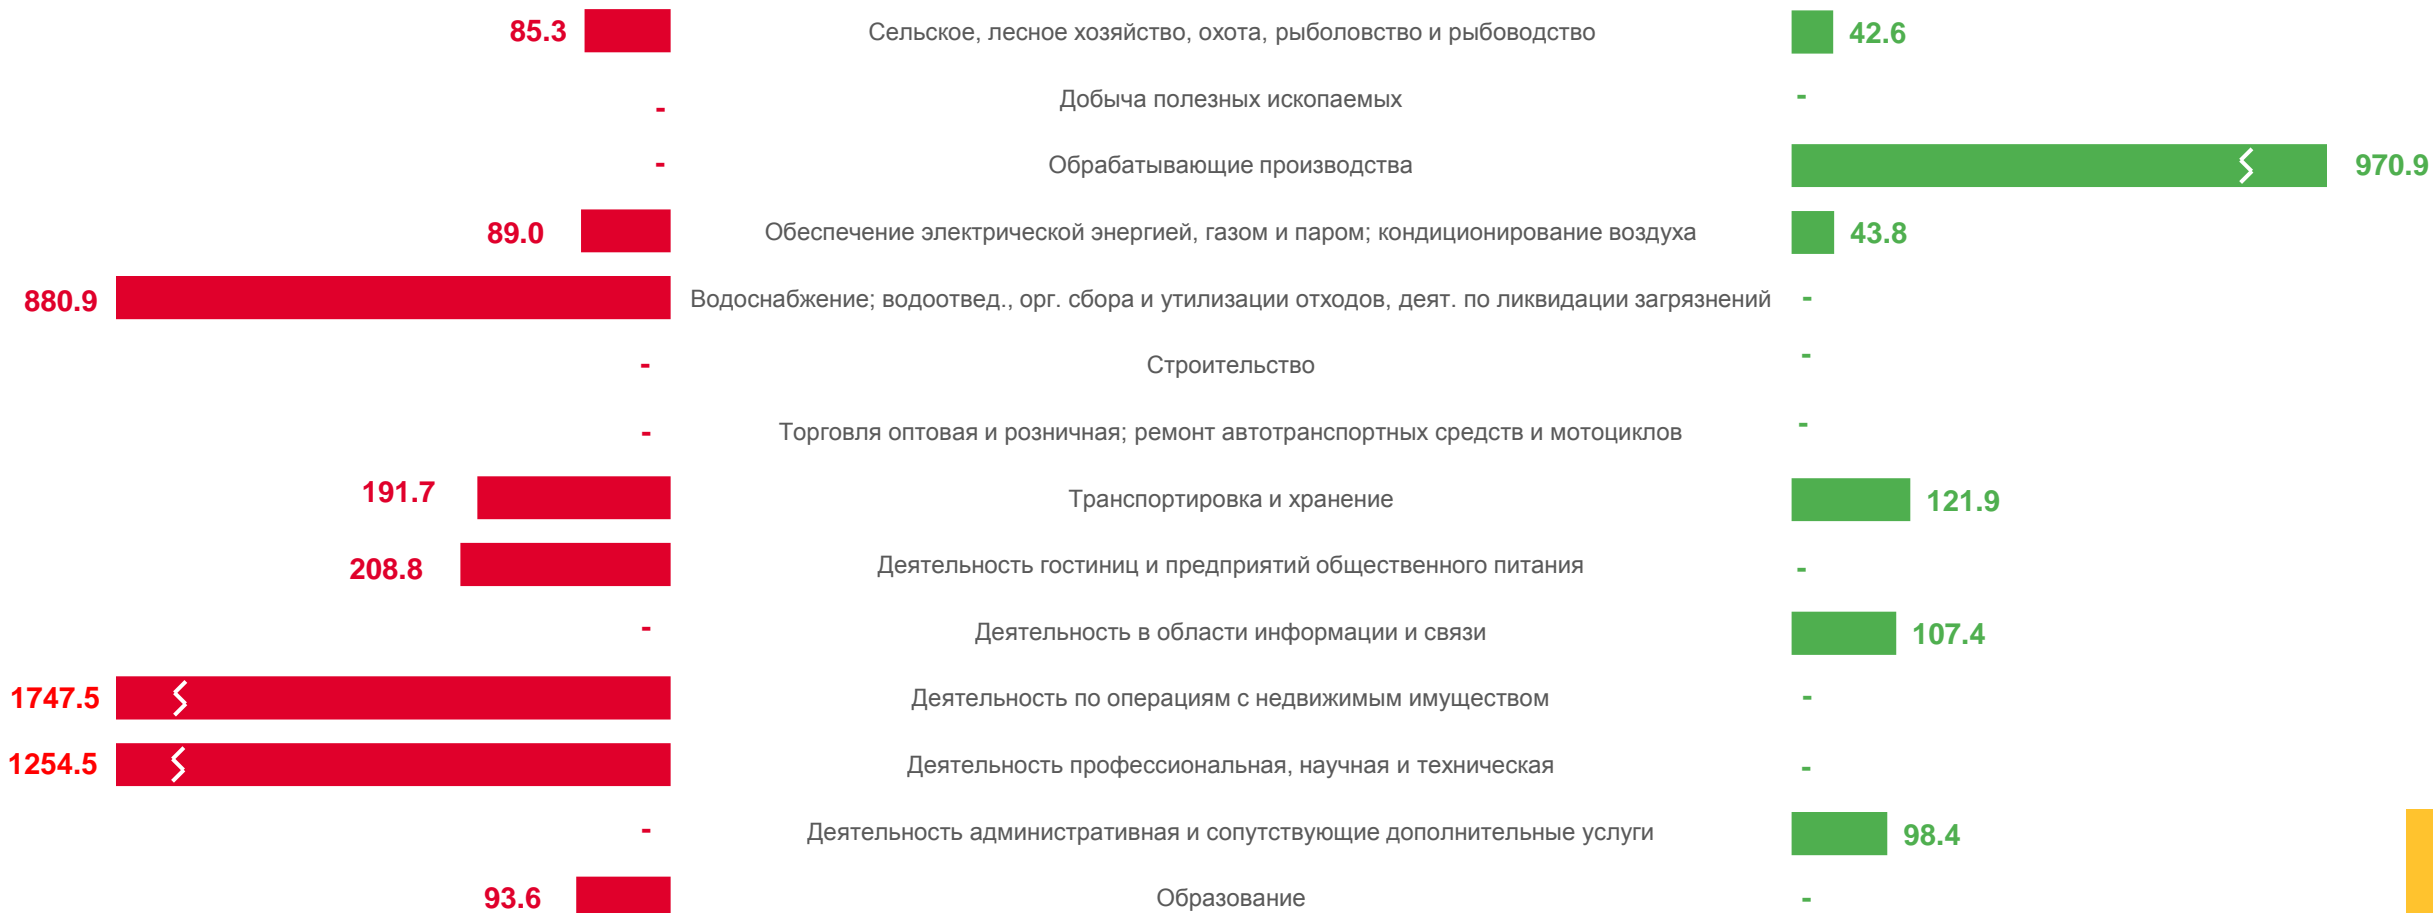 85.3 Сельское, лесное хозяйство, охота, рыболовство и рыбоводство 42.6
- Добыча полезных ископаемых -
- Обрабатывающие производства 970.9
89.0 Обеспечение электрической энергией, газом и паром; кондиционирование воздуха 43.8
880.9 Водоснабжение; водоотвед., орг. сбора и утилизации отходов, деят. по ликвидации загрязнений -
- Строительство -
- Торговля оптовая и розничная; ремонт автотранспортных средств и мотоциклов -
191.7 Транспортировка и хранение 121.9
208.8 Деятельность гостиниц и предприятий общественного питания -
- Деятельность в области информации и связи 107.4
1747.5 Деятельность по операциям с недвижимым имуществом -
1254.5 Деятельность профессиональная, научная и техническая -
- Деятельность административная и сопутствующие дополнительные услуги 98.4
93.6 Образование -